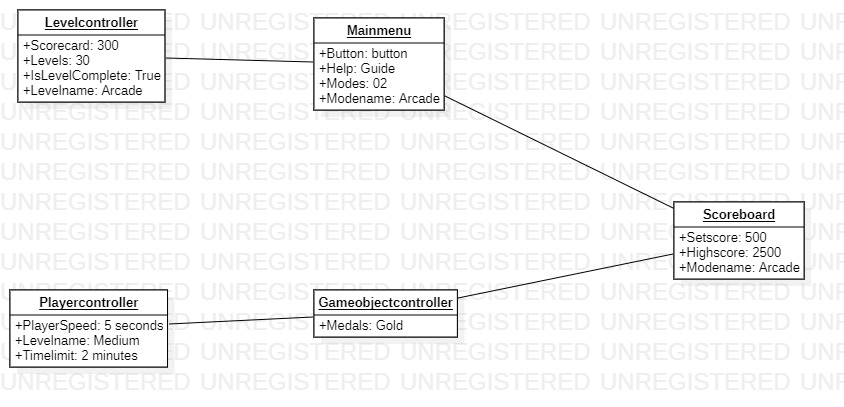 Levelcontroller
+Scorecard: 300
+Levels: 30
+IsLevelComplete: True
+Levelname: Arcade
Mainmenu
+Button: button
+Help: Guide
+Modes: 02
+Modename: Arcade
Scoreboard
+Setscore: 500
+Highscore: 2500
+Modename: Arcade
Playercontroller
+PlayerSpeed: 5 seconds
+Levelname: Medium
+Timelimit: 2 minutes
Gameobjectcontroller
+Medals: Gold
UNREGISTERED UNREGISTERED UNREGISTERED UNREGISTERED